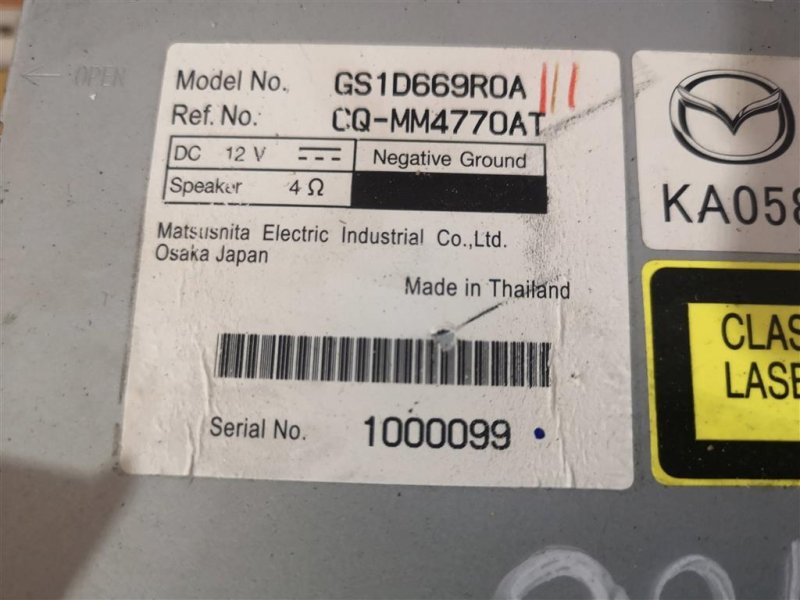 ← OPEN
Model No. GS1D669R0A
Ref. No. CQ-MM4770AT
DC 12 V Negative Ground
Speaker 4 Ω
Matsusnita Electric Industrial Co.,Ltd.
Osaka Japan
Made in Thailand
Serial No. 1000099
KA058
CLAS
LASE